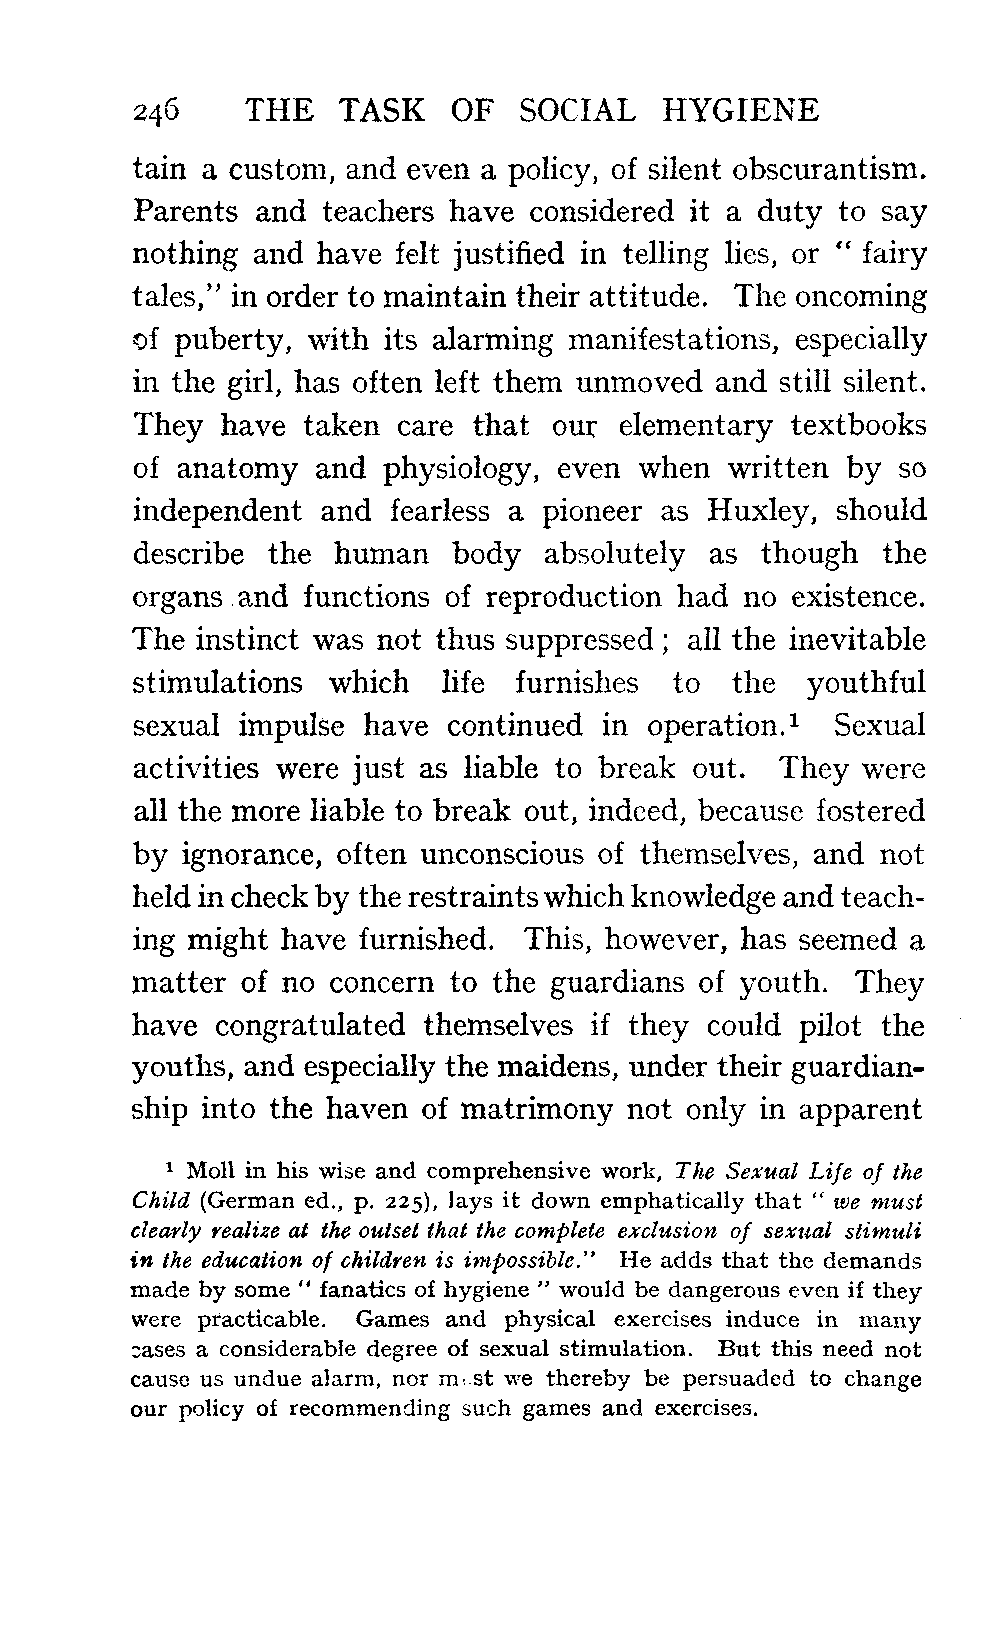 246 THE TASK OF SOCIAL HYGIENE
tain a custom, and even a policy, of silent obscurantism.
Parents and teachers have considered it a duty to say
nothing and have felt justified in telling lies, or " fairy
tales," in order to maintain their attitude. The oncoming
of puberty, with its alarming manifestations, especially
in the girl, has often left them unmoved and still silent.
They have taken care that our elementary textbooks
of anatomy and physiology, even when written by so
independent and fearless a pioneer as Huxley, should
describe the human body absolutely as though the
organs and functions of reproduction had no existence.
The instinct was not thus suppressed ; all the inevitable
stimulations which life furnishes to the youthful
sexual impulse have continued in operation.¹ Sexual
activities were just as liable to break out. They were
all the more liable to break out, indeed, because fostered
by ignorance, often unconscious of themselves, and not
held in check by the restraints which knowledge and teach-
ing might have furnished. This, however, has seemed a
matter of no concern to the guardians of youth. They
have congratulated themselves if they could pilot the
youths, and especially the maidens, under their guardian-
ship into the haven of matrimony not only in apparent
¹ Moll in his wise and comprehensive work, The Sexual Life of the
Child (German ed., p. 225), lays it down emphatically that " we must
clearly realize at the outset that the complete exclusion of sexual stimuli
in the education of children is impossible." He adds that the demands
made by some " fanatics of hygiene " would be dangerous even if they
were practicable. Games and physical exercises induce in many
cases a considerable degree of sexual stimulation. But this need not
cause us undue alarm, nor must we thereby be persuaded to change
our policy of recommending such games and exercises.